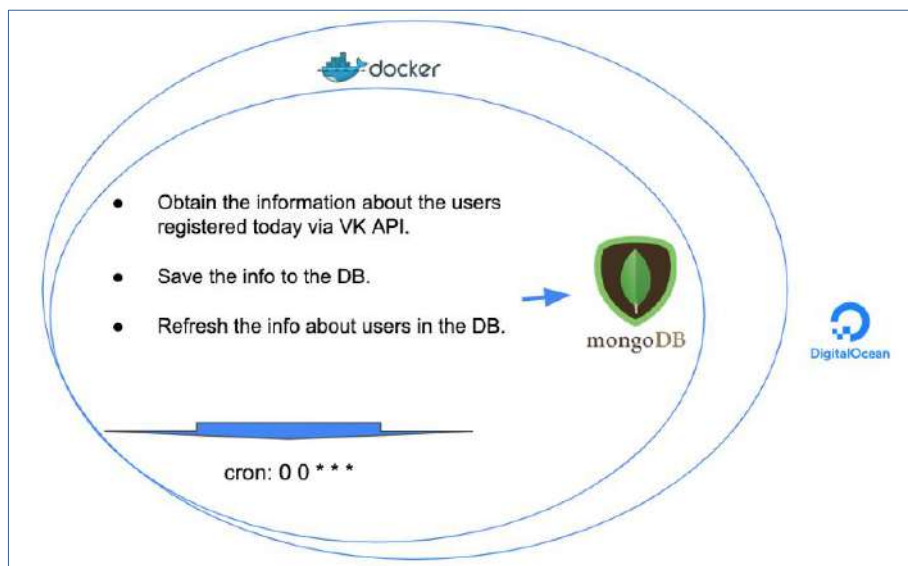 docker
● Obtain the information about the users
registered today via VK API.
● Save the info to the DB.
● Refresh the info about users in the DB.
mongoDB
DigitalOcean
cron: 0 0 * * *